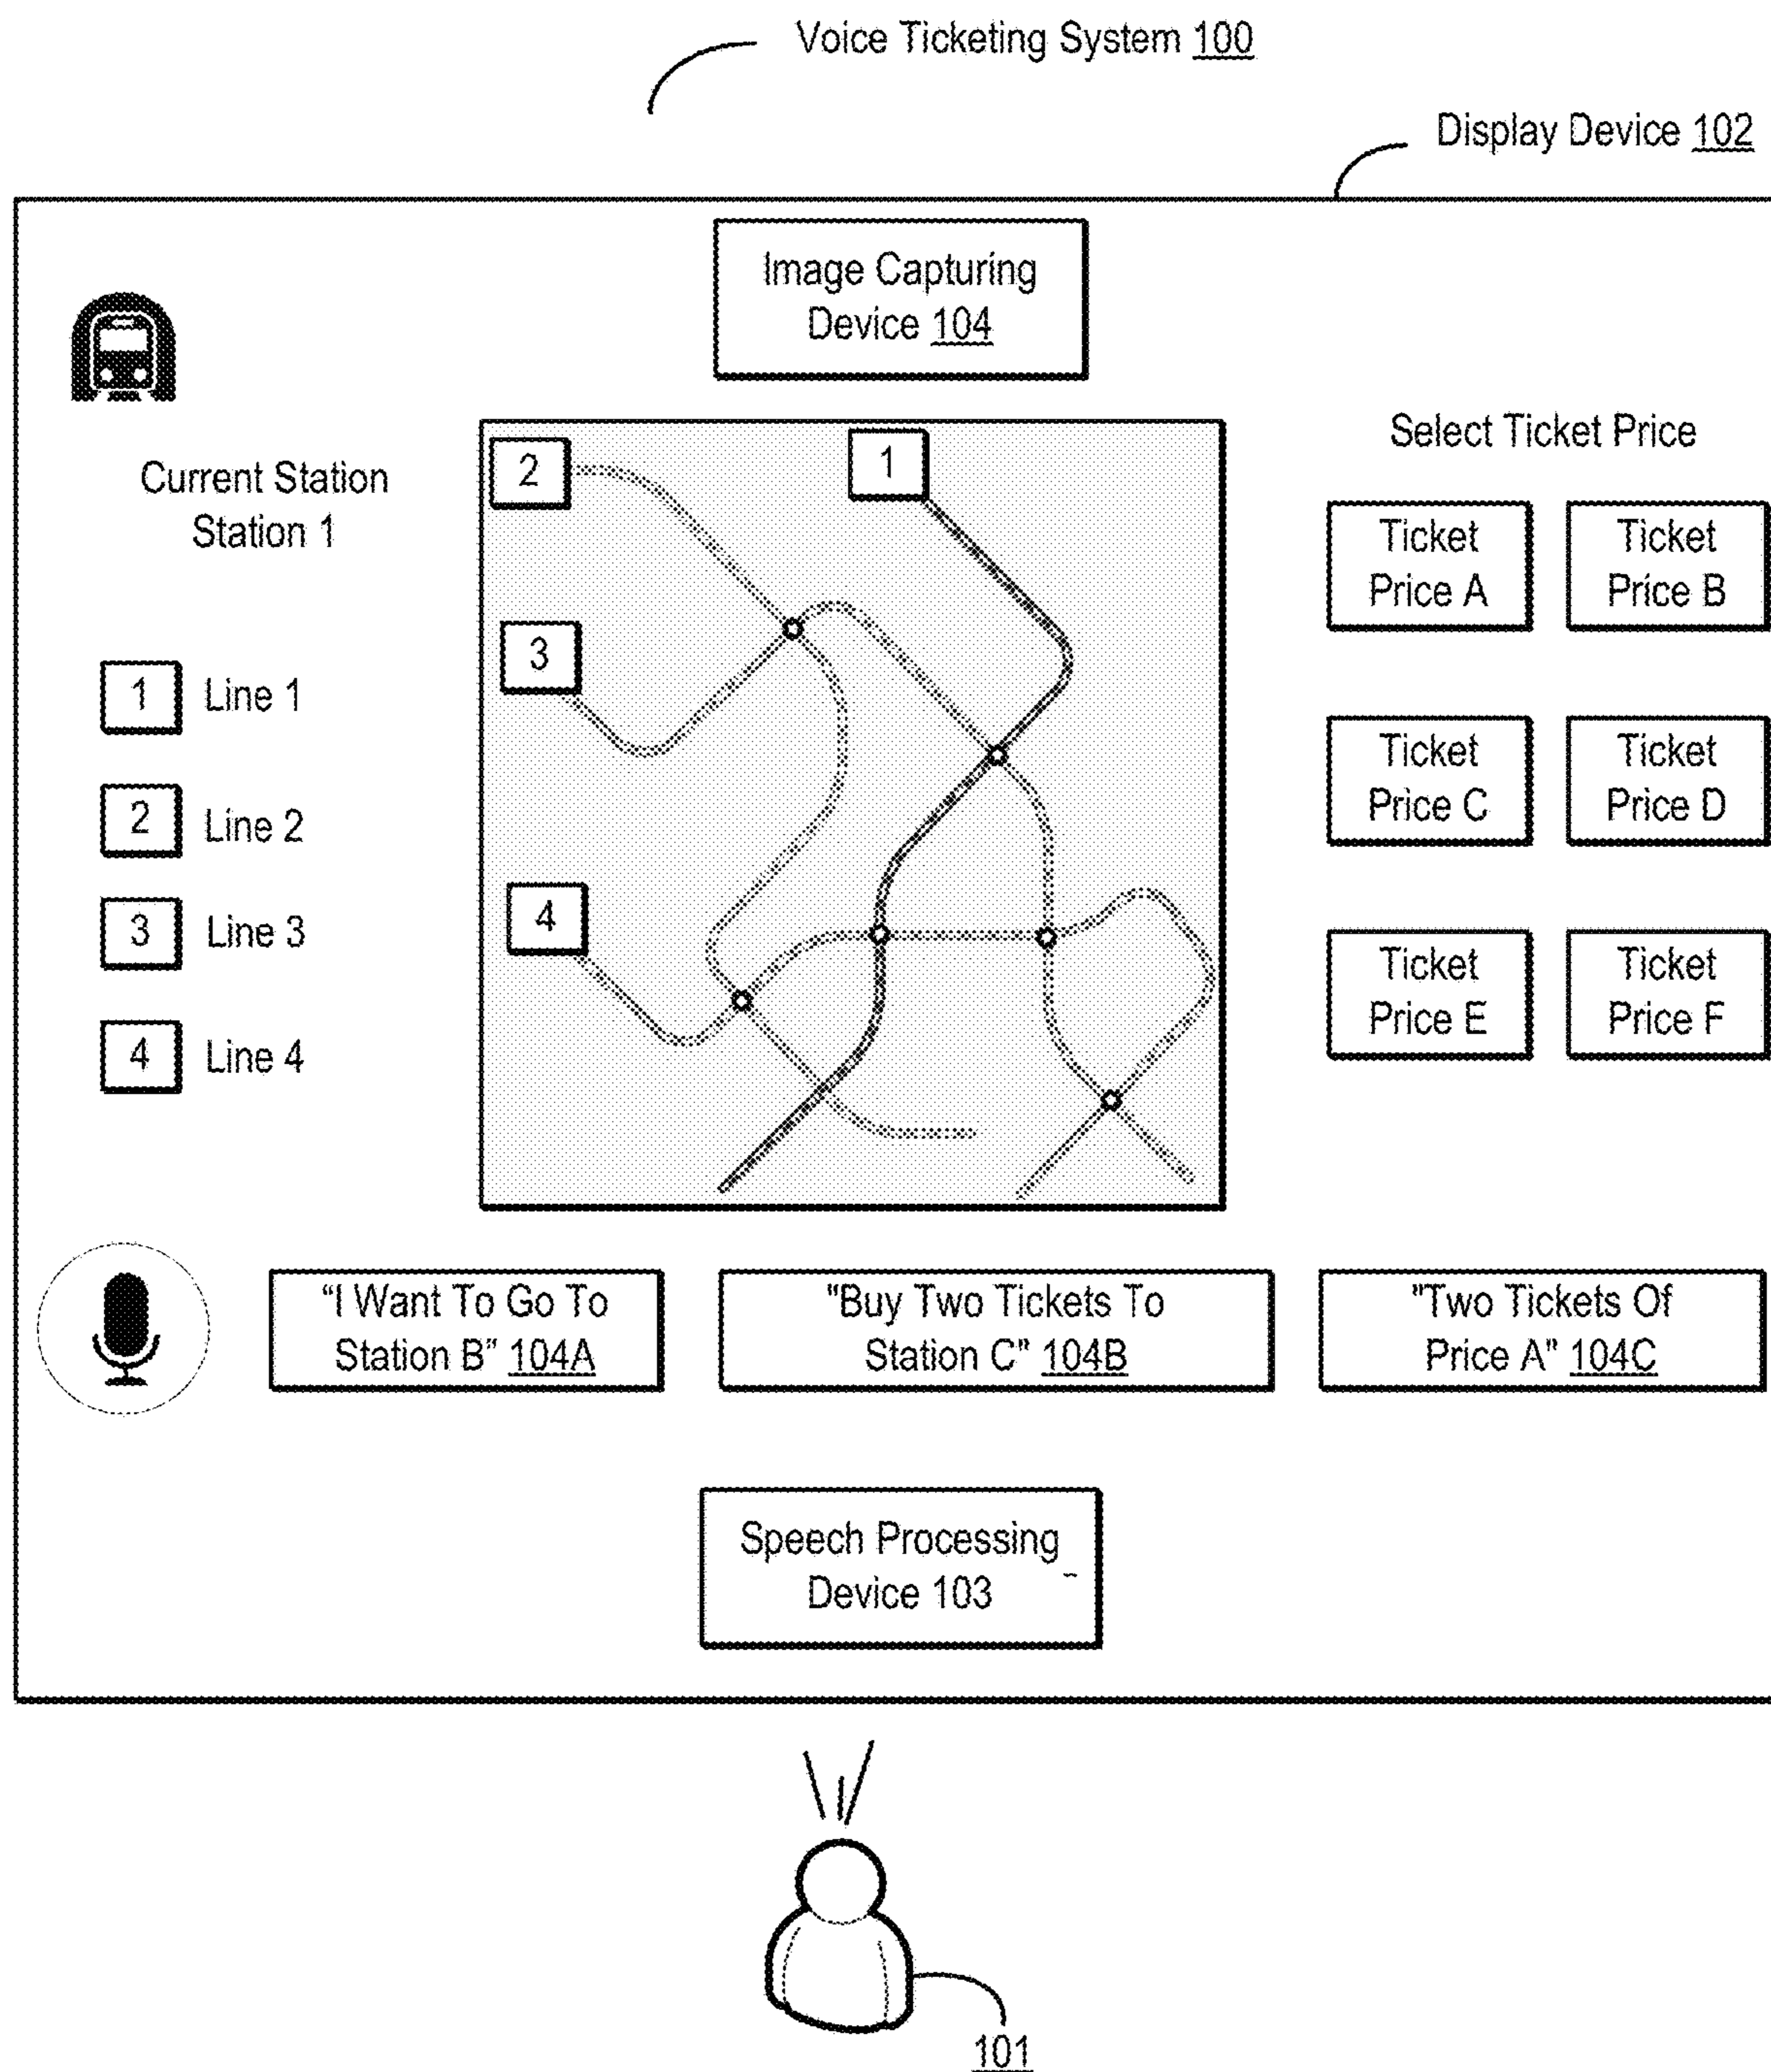 Voice Ticketing System 100
Display Device 102
Image Capturing
Device 104
Current Station
Station 1
1 Line 1
2 Line 2
3 Line 3
4 Line 4
2
1
3
4
Select Ticket Price
Ticket
Price A
Ticket
Price B
Ticket
Price C
Ticket
Price D
Ticket
Price E
Ticket
Price F
“I Want To Go To
Station B” 104A
"Buy Two Tickets To
Station C" 104B
"Two Tickets Of
Price A" 104C
Speech Processing
Device 103
101